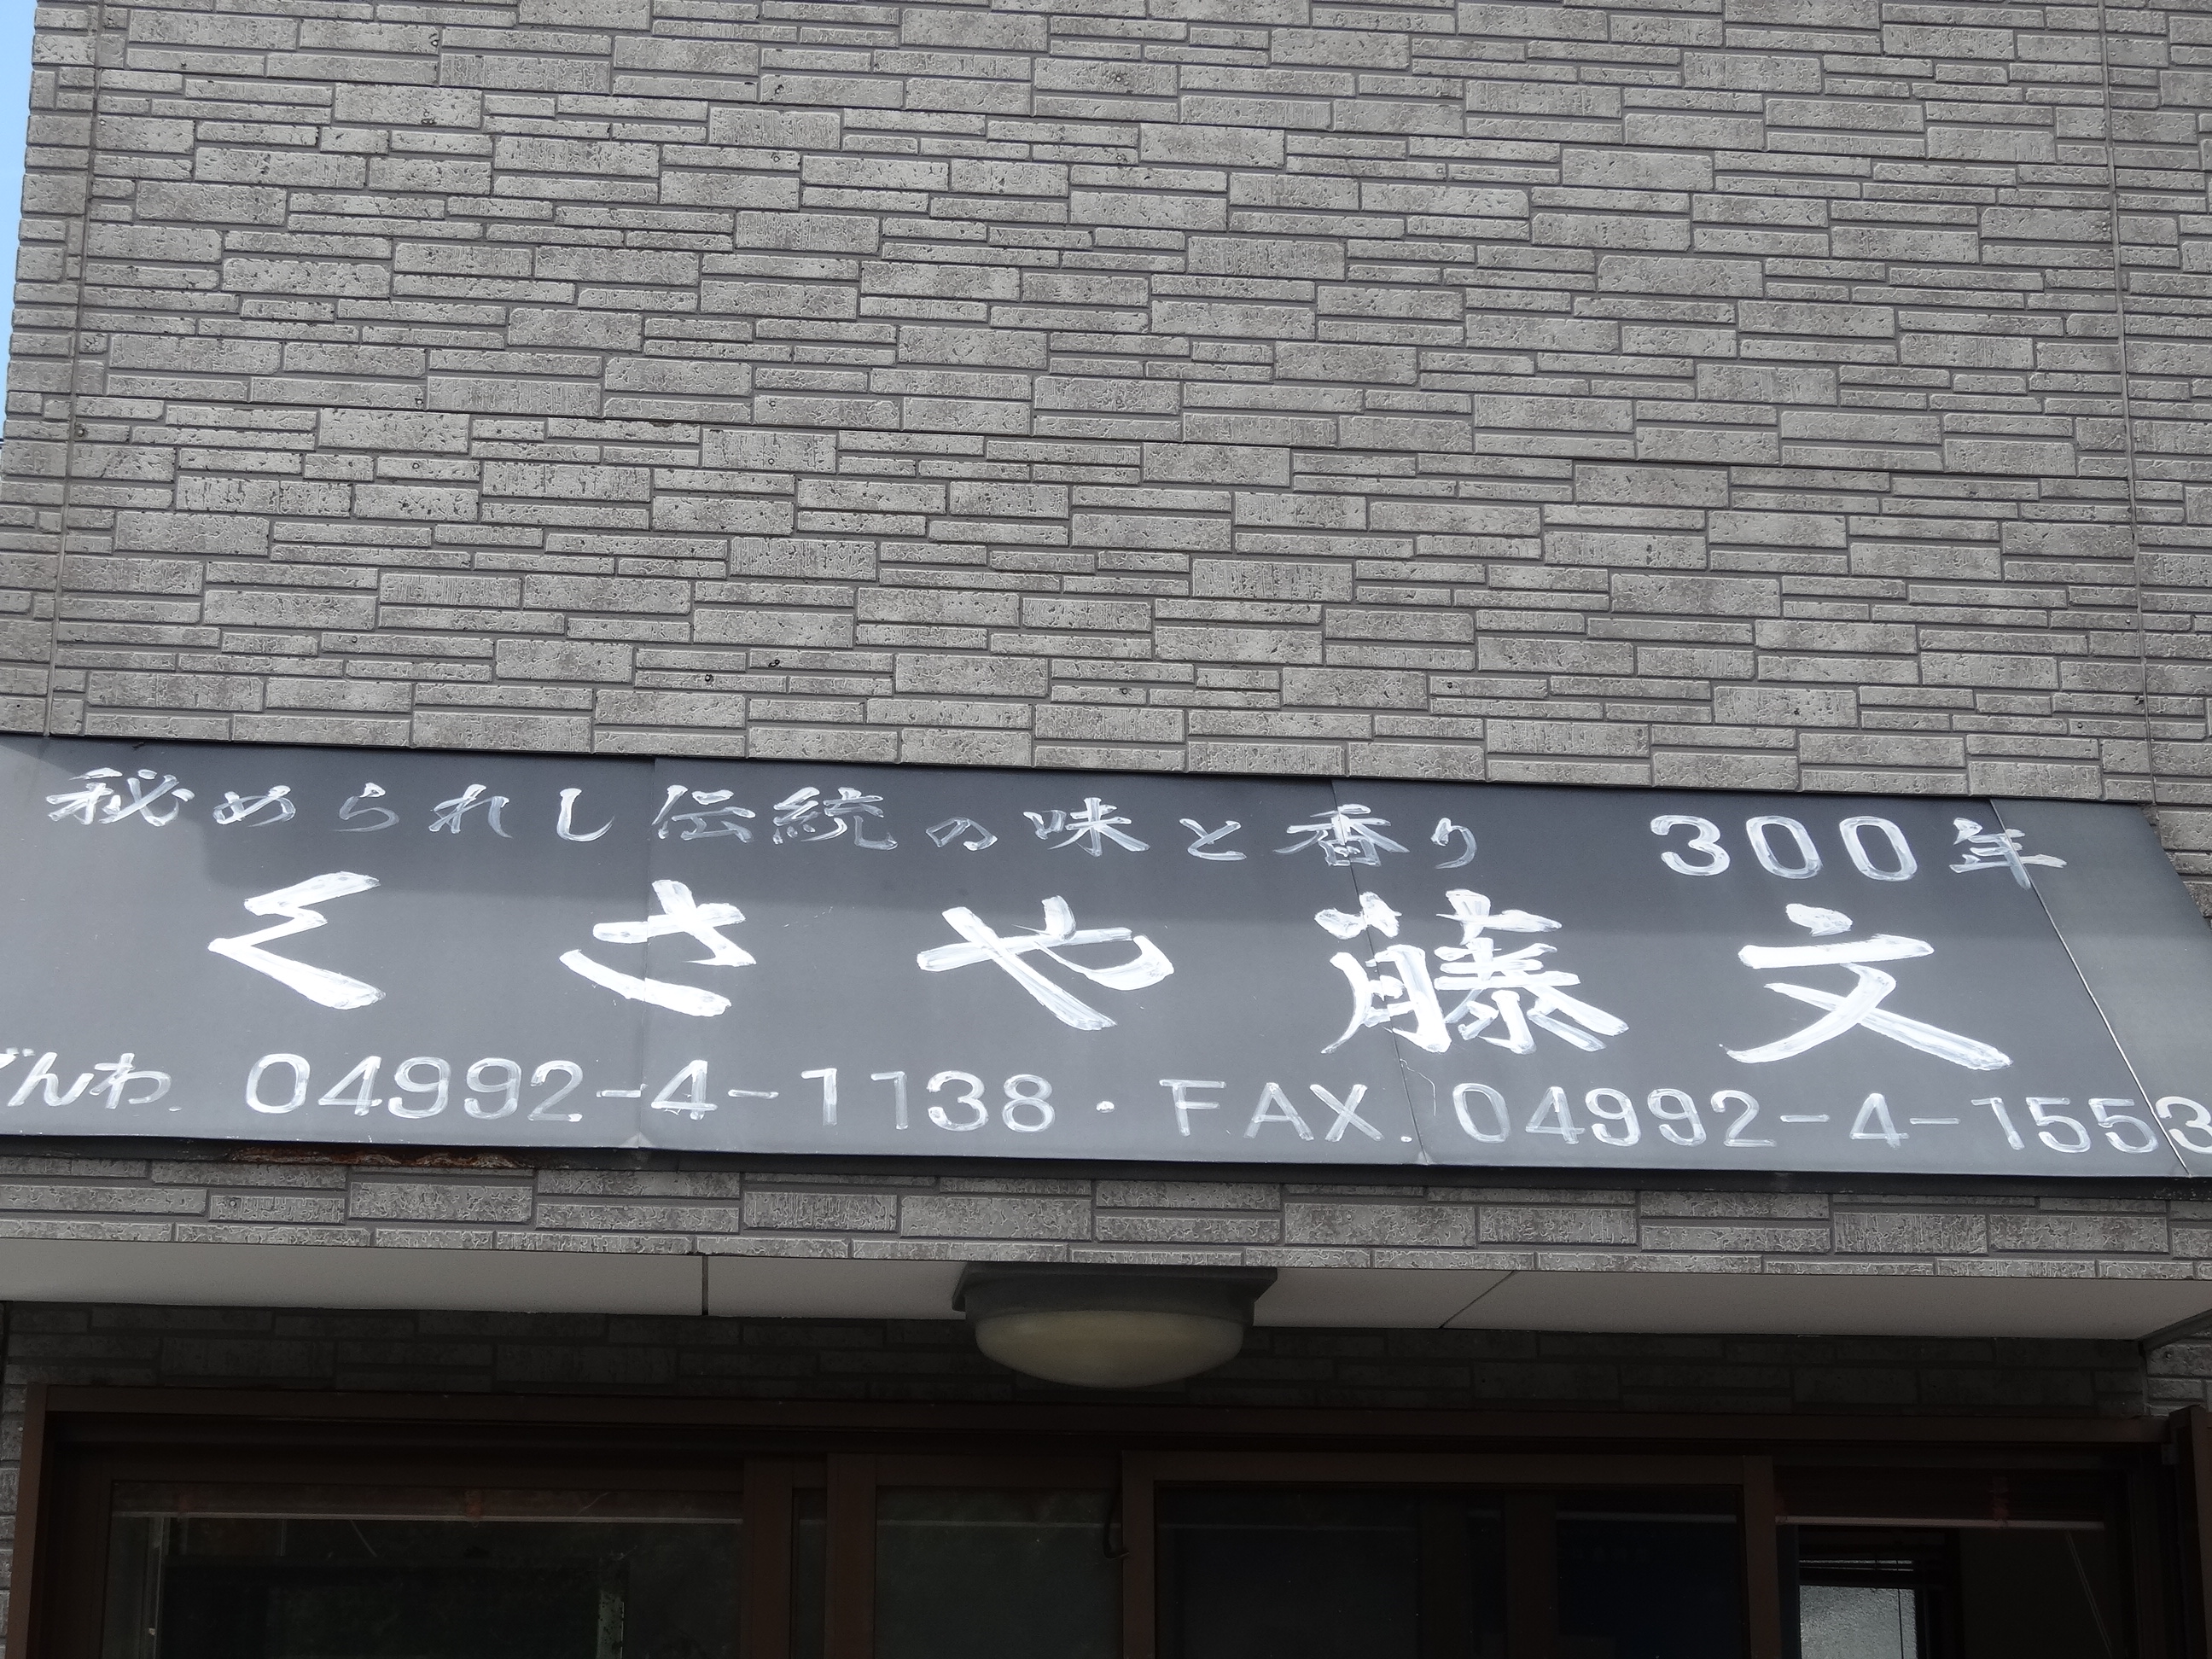 秘められし伝統の味と香り 300年
くさや藤文
でんわ. 04992-4-1138・FAX. 04992-4-1553